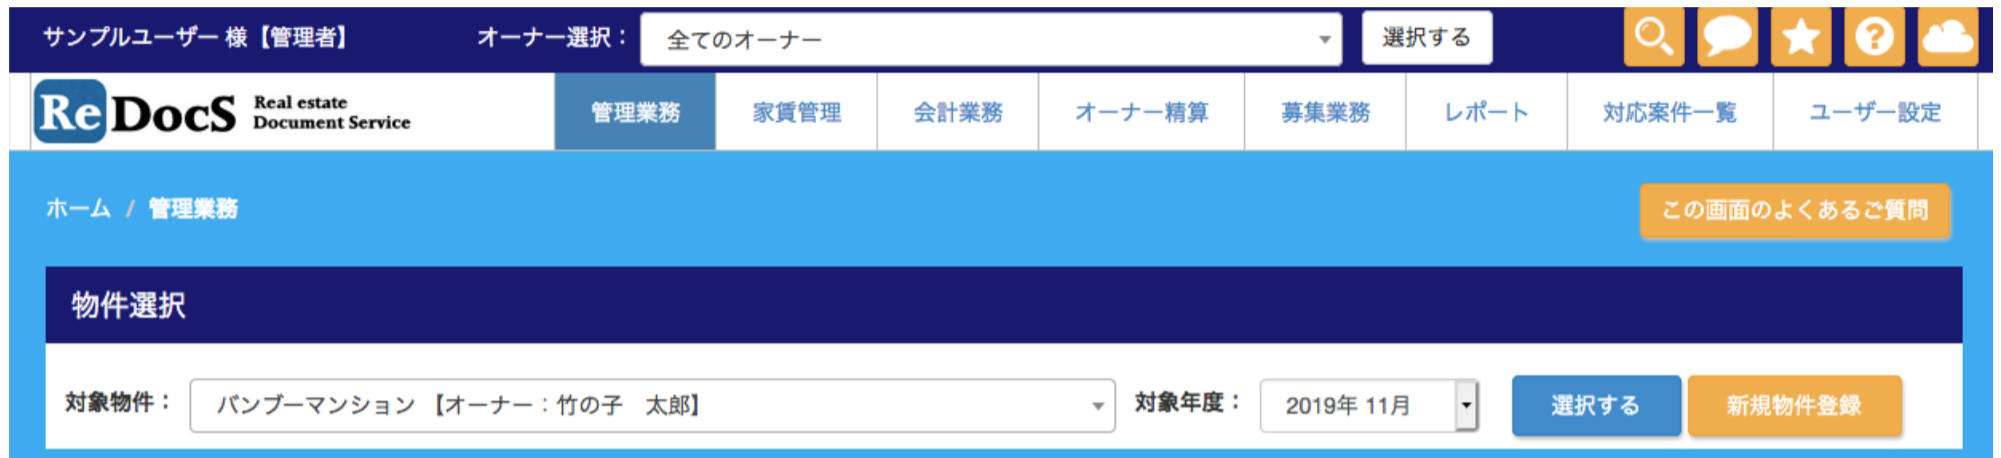 サンプルユーザー 様【管理者】 オーナー選択： 全てのオーナー 選択する
ReDocS Real estate Document Service
管理業務 家賃管理 会計業務 オーナー精算 募集業務 レポート 対応案件一覧 ユーザー設定
ホーム / 管理業務 この画面のよくあるご質問
物件選択
対象物件： バンブーマンション 【オーナー：竹の子　太郎】 対象年度： 2019年 11月 選択する 新規物件登録